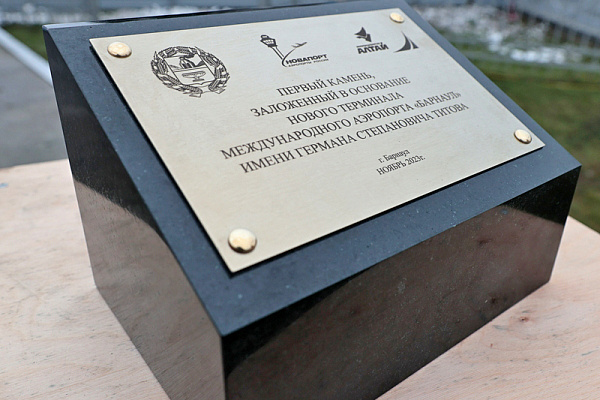 НОВАПОРТ
АЛТАЙ
ПЕРВЫЙ КАМЕНЬ,
ЗАЛОЖЕННЫЙ В ОСНОВАНИЕ
НОВОГО ТЕРМИНАЛА
МЕЖДУНАРОДНОГО АЭРОПОРТА «БАРНАУЛ»
ИМЕНИ ГЕРМАНА СТЕПАНОВИЧА ТИТОВА
г. Барнаул
НОЯБРЬ 2023г.